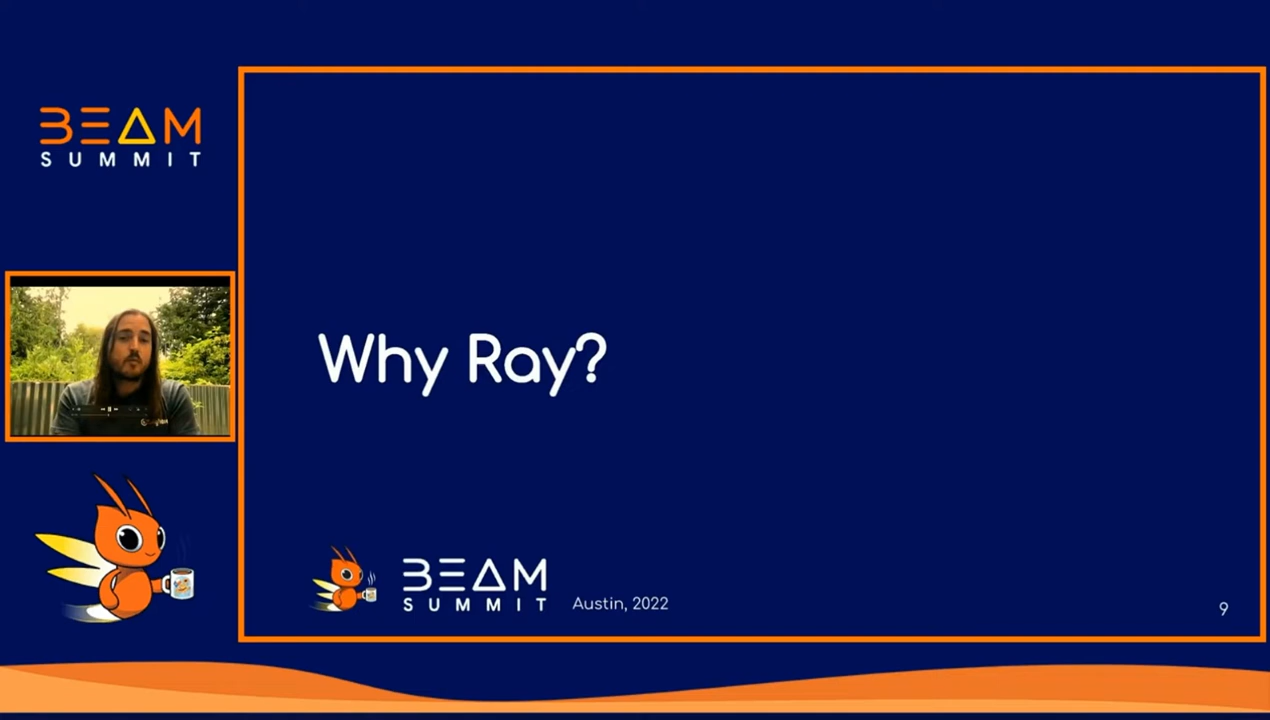 BEAM
SUMMIT
Why Ray?
BEAM
SUMMIT
Austin, 2022
9